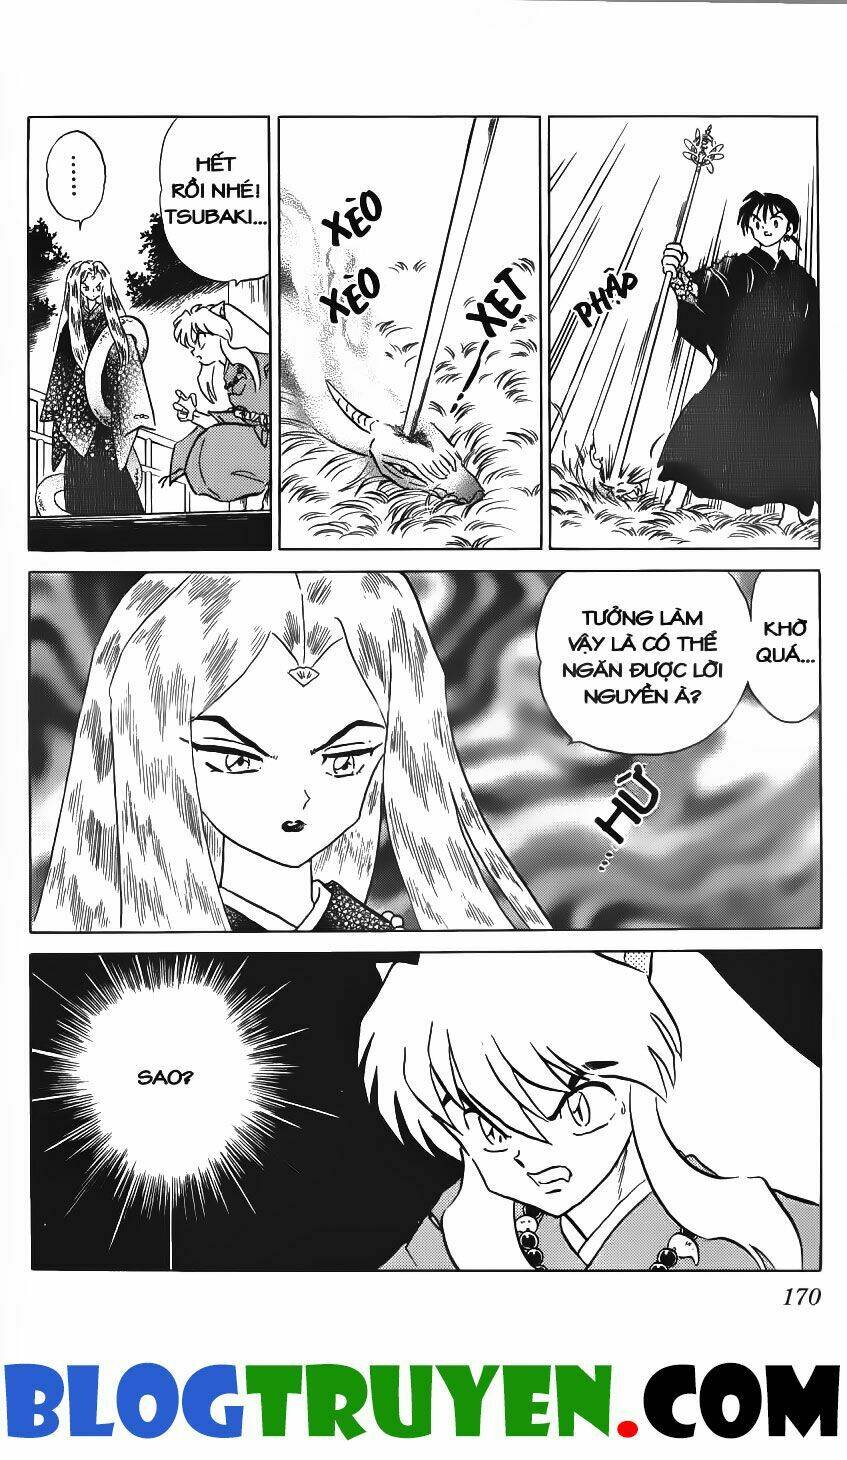 PHẬP
XẸT
XÈO
XÈO
HẾT
RỒI NHÉ!
TSUBAKI...
......
KHỜ
QUÁ...
TƯỞNG LÀM
VẬY LÀ CÓ THỂ
NGĂN ĐƯỢC LỜI
NGUYỀN À?
HỪ
...
SAO?
170
BLOGTRUYEN.COM